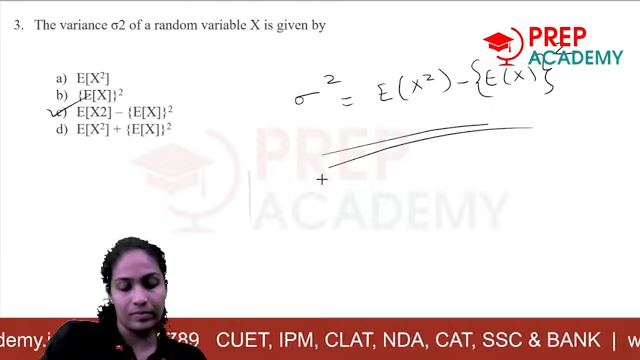 3. The variance σ2 of a random variable X is given by
a) E[X²]
b) {E[X]}²
c) E[X2] – {E[X]}²
d) E[X²] + {E[X]}²
σ² = E(X²) – {E(X)}²
PREP
ACADEMY
PREP
ACADEMY
demy.i
789 CUET, IPM, CLAT, NDA, CAT, SSC & BANK | w